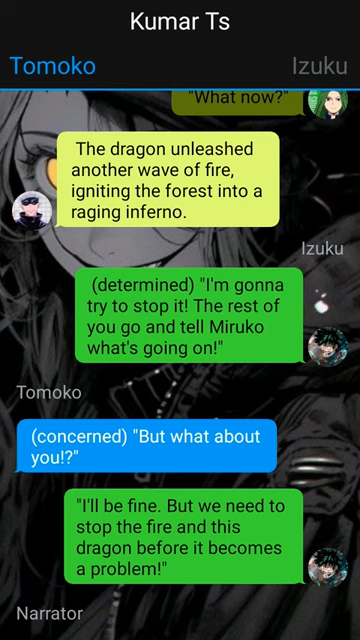 Kumar Ts
Tomoko
Izuku
"What now?"
The dragon unleashed
another wave of fire,
igniting the forest into a
raging inferno.
Izuku
(determined) "I'm gonna
try to stop it! The rest of
you go and tell Miruko
what's going on!"
Tomoko
(concerned) "But what about
you!?"
"I'll be fine. But we need to
stop the fire and this
dragon before it becomes
a problem!"
Narrator